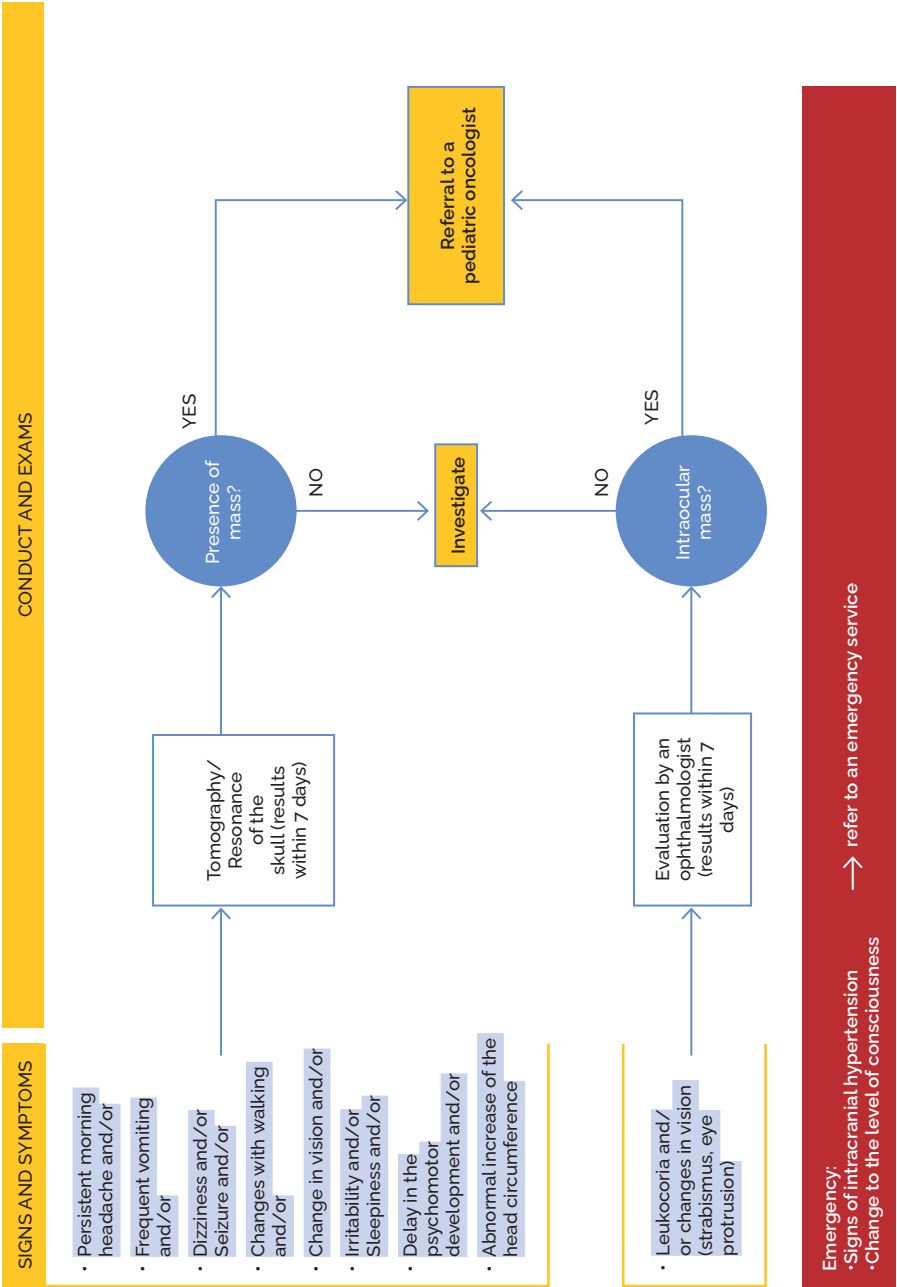 SIGNS AND SYMPTOMS
CONDUCT AND EXAMS
• Persistent morning
headache and/or
• Frequent vomiting
and/or
• Dizziness and/or
Seizure and/or
• Changes with walking
and/or
• Change in vision and/or
• Irritability and/or
Sleepiness and/or
• Delay in the
psychomotor
development and/or
• Abnormal increase of the
head circumference
Tomography/
Resonance
of the
skull (results
within 7 days)
Presence of
mass?
YES
NO
Investigate
Referral to a
pediatric oncologist
• Leukocoria and/
or changes in vision
(strabismus, eye
protrusion)
Evaluation by an
ophthalmologist
(results within 7
days)
Intraocular
mass?
NO
YES
Emergency:
•Signs of intracranial hypertension
•Change to the level of consciousness
→ refer to an emergency service